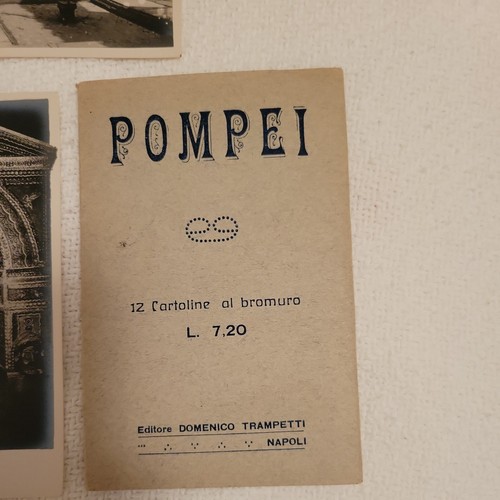 POMPEI
12 Cartoline al bromuro
L. 7,20
Editore DOMENICO TRAMPETTI
NAPOLI